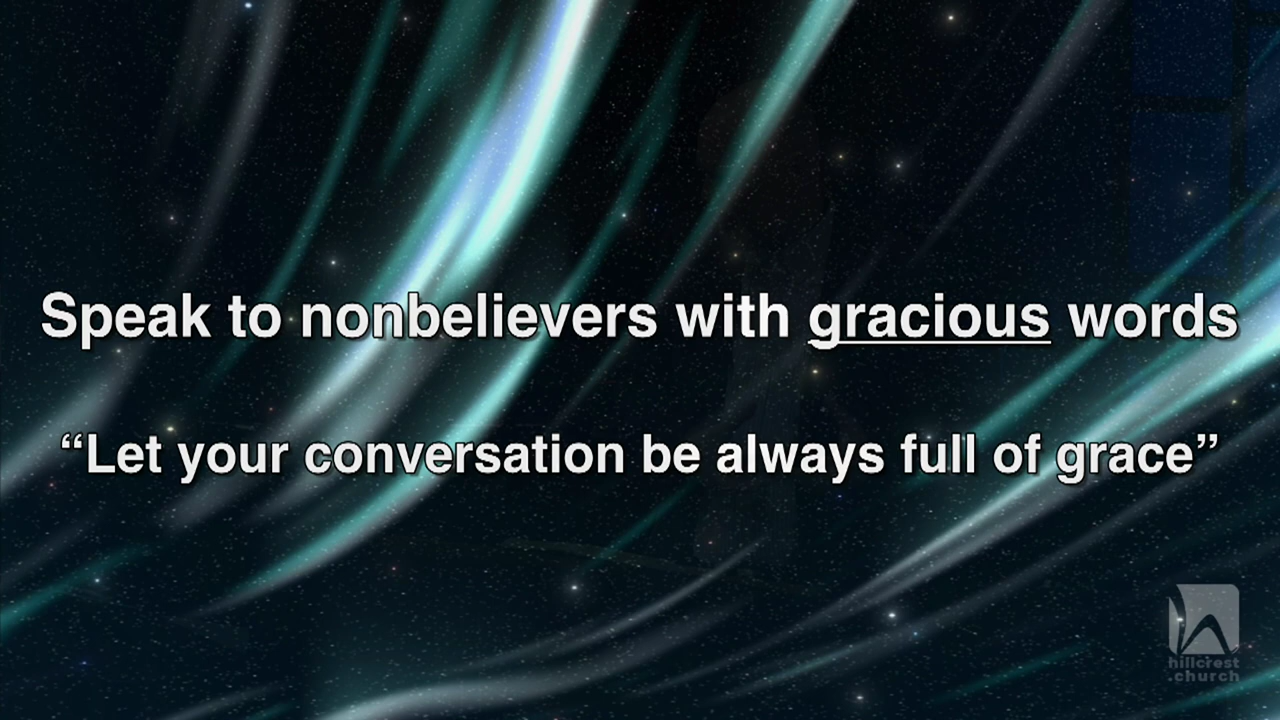 Speak to nonbelievers with gracious words
“Let your conversation be always full of grace”
hillcrest
.church